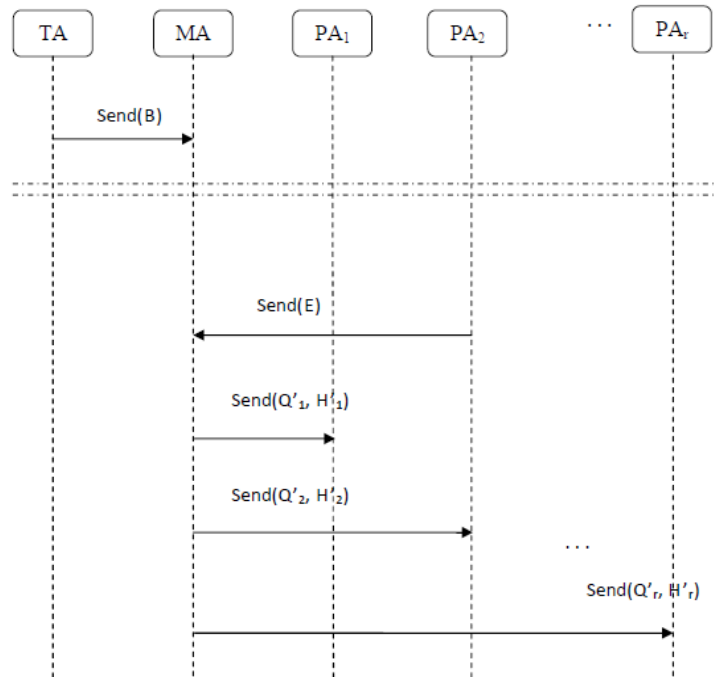 TA MA PA₁ PA₂ ... PAᵣ
Send(B)
Send(E)
Send(Q'₁, H'₁)
Send(Q'₂, H'₂)
...
Send(Q'ᵣ, H'ᵣ)